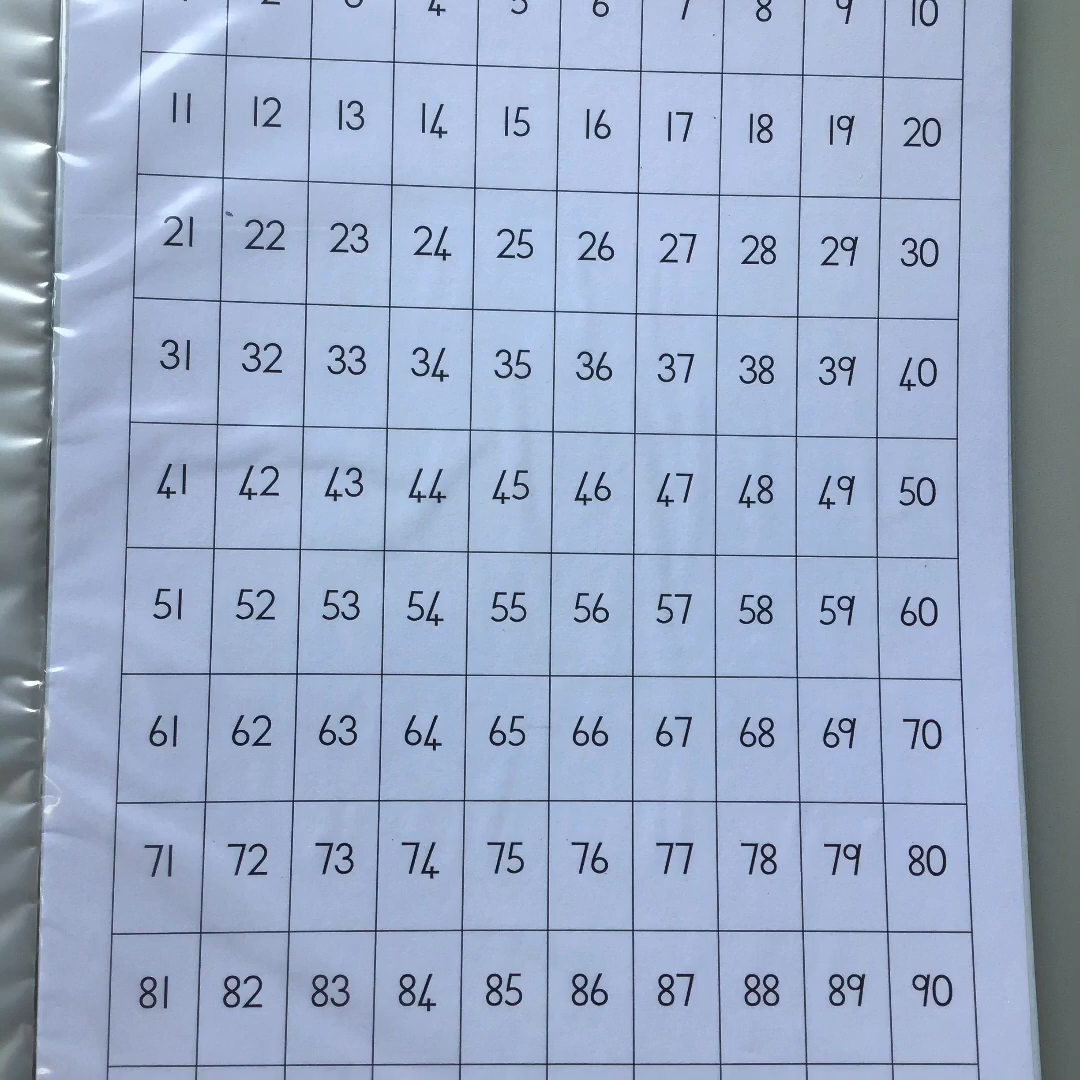 4 5 6 7 8 9 10
11 12 13 14 15 16 17 18 19 20
21 22 23 24 25 26 27 28 29 30
31 32 33 34 35 36 37 38 39 40
41 42 43 44 45 46 47 48 49 50
51 52 53 54 55 56 57 58 59 60
61 62 63 64 65 66 67 68 69 70
71 72 73 74 75 76 77 78 79 80
81 82 83 84 85 86 87 88 89 90